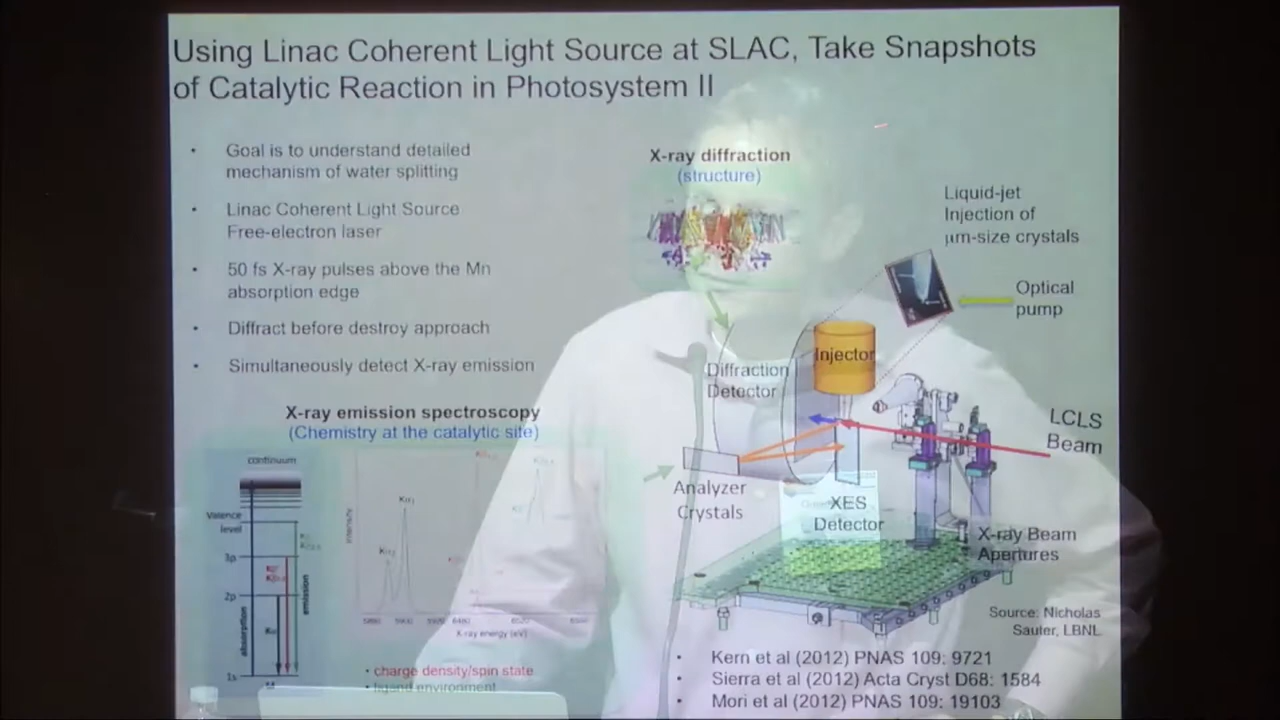 Using Linac Coherent Light Source at SLAC, Take Snapshots
of Catalytic Reaction in Photosystem II
• Goal is to understand detailed
mechanism of water splitting
• Linac Coherent Light Source
Free-electron laser
• 50 fs X-ray pulses above the Mn
absorption edge
• Diffract before destroy approach
• Simultaneously detect X-ray emission
X-ray emission spectroscopy
(Chemistry at the catalytic site)
continuum
Valence
level
3p
2p
1s
absorption
emission
Kα
Intensity
Kα1
Kα2
X-ray energy (eV)
• charge density/spin state
• ligand environment
X-ray diffraction
(structure)
Liquid-jet
Injection of
μm-size crystals
Optical
pump
Injector
Diffraction
Detector
LCLS
Beam
Analyzer
Crystals
XES
Detector
X-ray Beam
Apertures
Source: Nicholas
Sauter, LBNL
• Kern et al (2012) PNAS 109: 9721
• Sierra et al (2012) Acta Cryst D68: 1584
• Mori et al (2012) PNAS 109: 19103